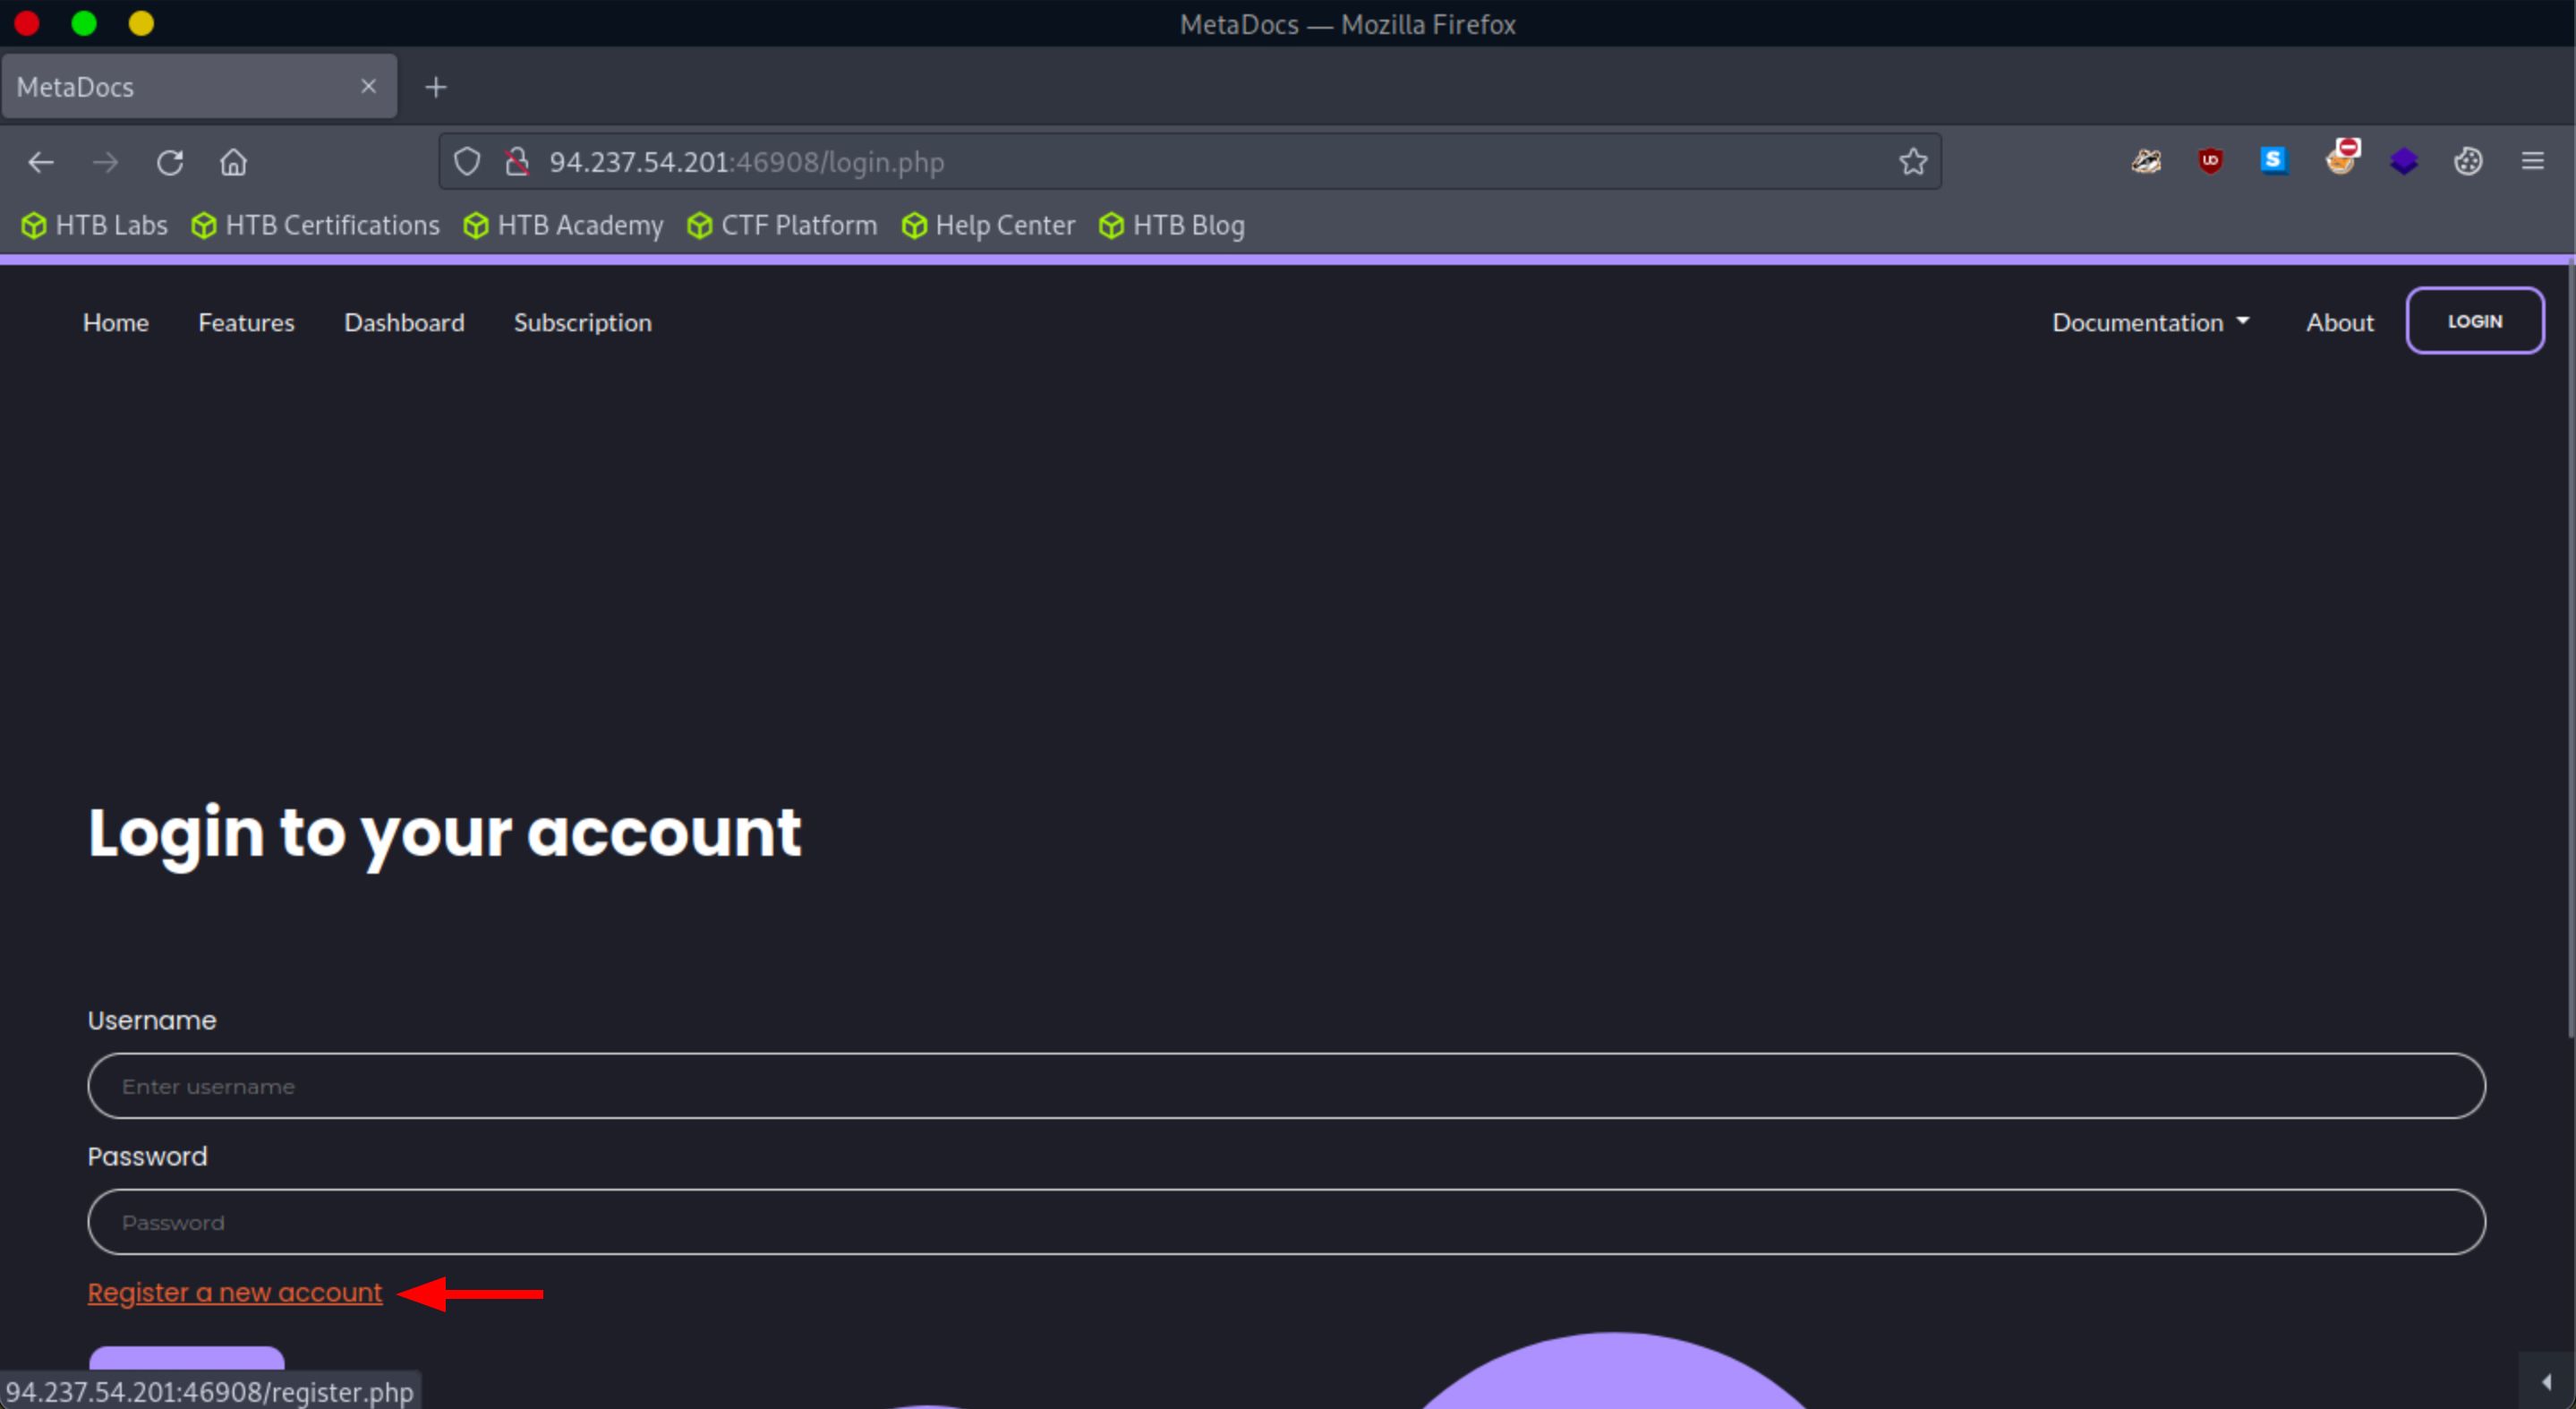 MetaDocs — Mozilla Firefox
MetaDocs
94.237.54.201:46908/login.php
HTB Labs HTB Certifications HTB Academy CTF Platform Help Center HTB Blog
Home Features Dashboard Subscription Documentation About LOGIN
Login to your account
Username
Enter username
Password
Password
Register a new account
94.237.54.201:46908/register.php